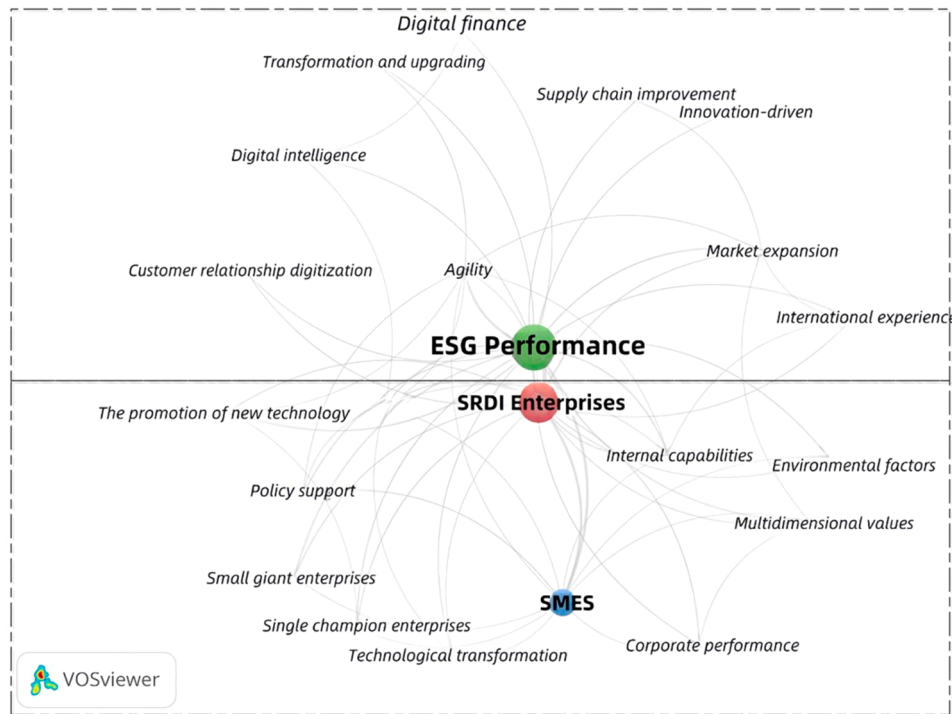 Digital finance
Transformation and upgrading
Supply chain improvement
Innovation-driven
Digital intelligence
Market expansion
Customer relationship digitization
Agility
International experience
ESG Performance
SRDI Enterprises
The promotion of new technology
Internal capabilities
Environmental factors
Policy support
Multidimensional values
Small giant enterprises
SMES
Single champion enterprises
Corporate performance
Technological transformation
VOSviewer